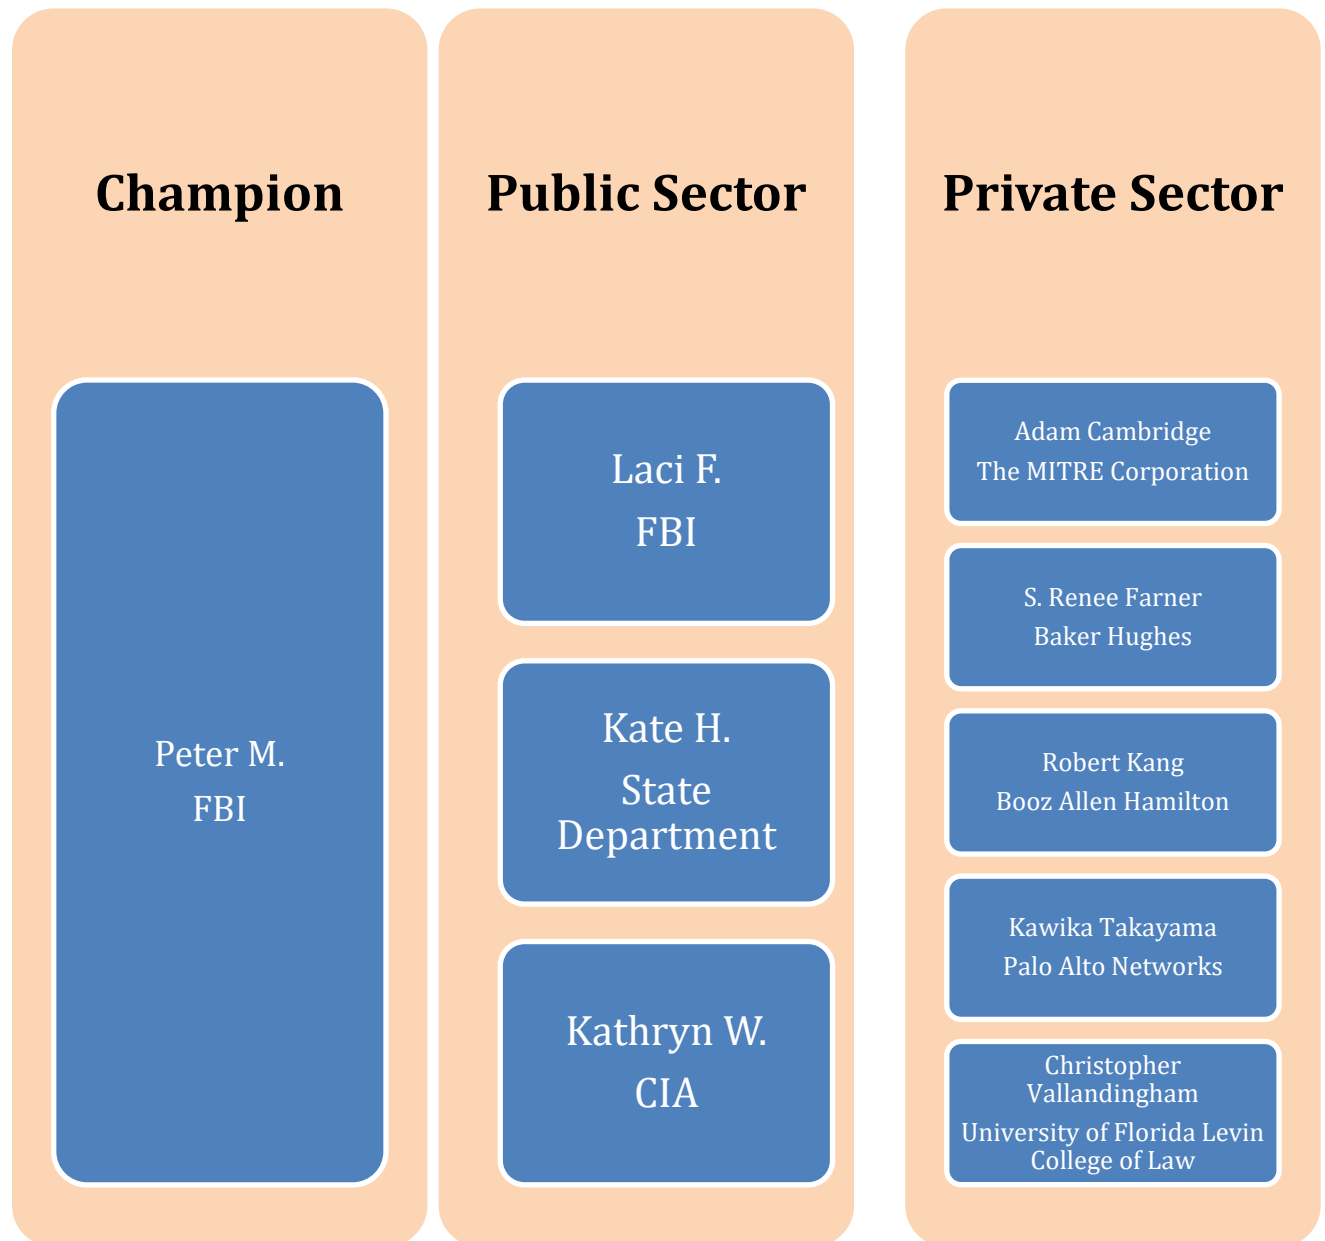 Champion
Peter M.
FBI
Public Sector
Laci F.
FBI
Kate H.
State
Department
Kathryn W.
CIA
Private Sector
Adam Cambridge
The MITRE Corporation
S. Renee Farner
Baker Hughes
Robert Kang
Booz Allen Hamilton
Kawika Takayama
Palo Alto Networks
Christopher
Vallandingham
University of Florida Levin
College of Law